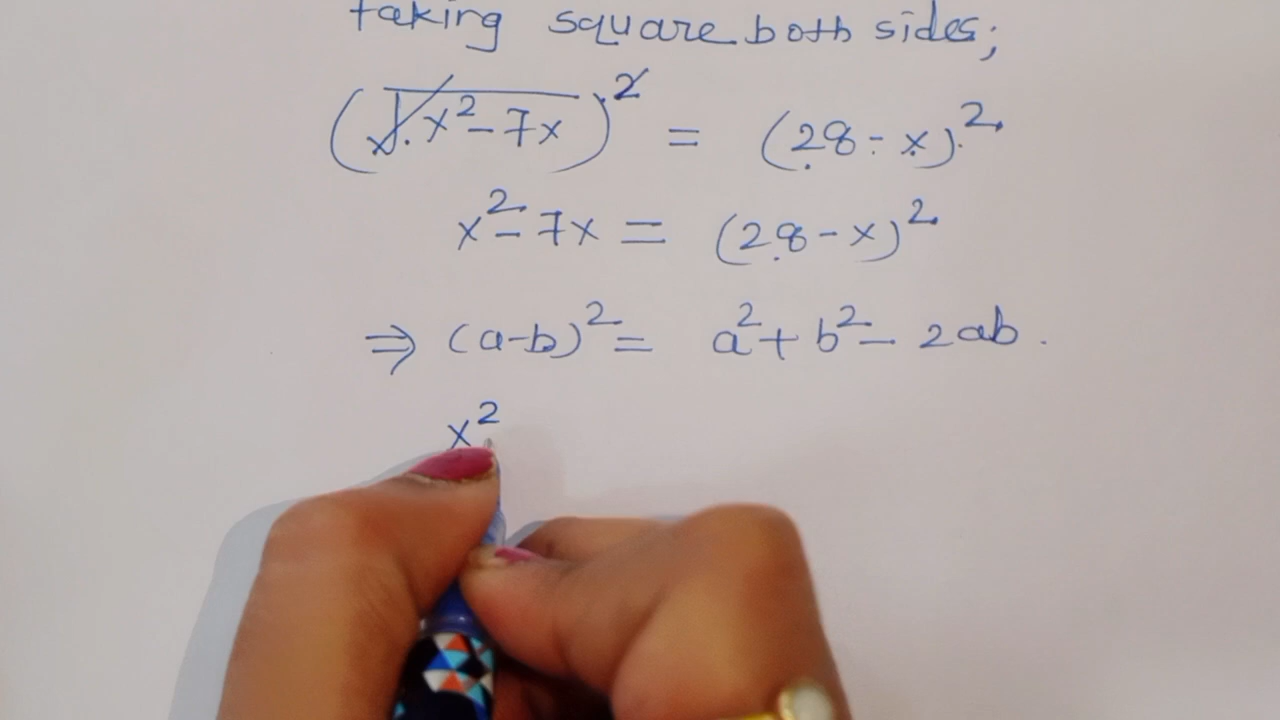 taking square both sides;
(√x²-7x)² = (28-x)²
x²-7x = (28-x)²
⇒ (a-b)² = a²+b²-2ab.
x²